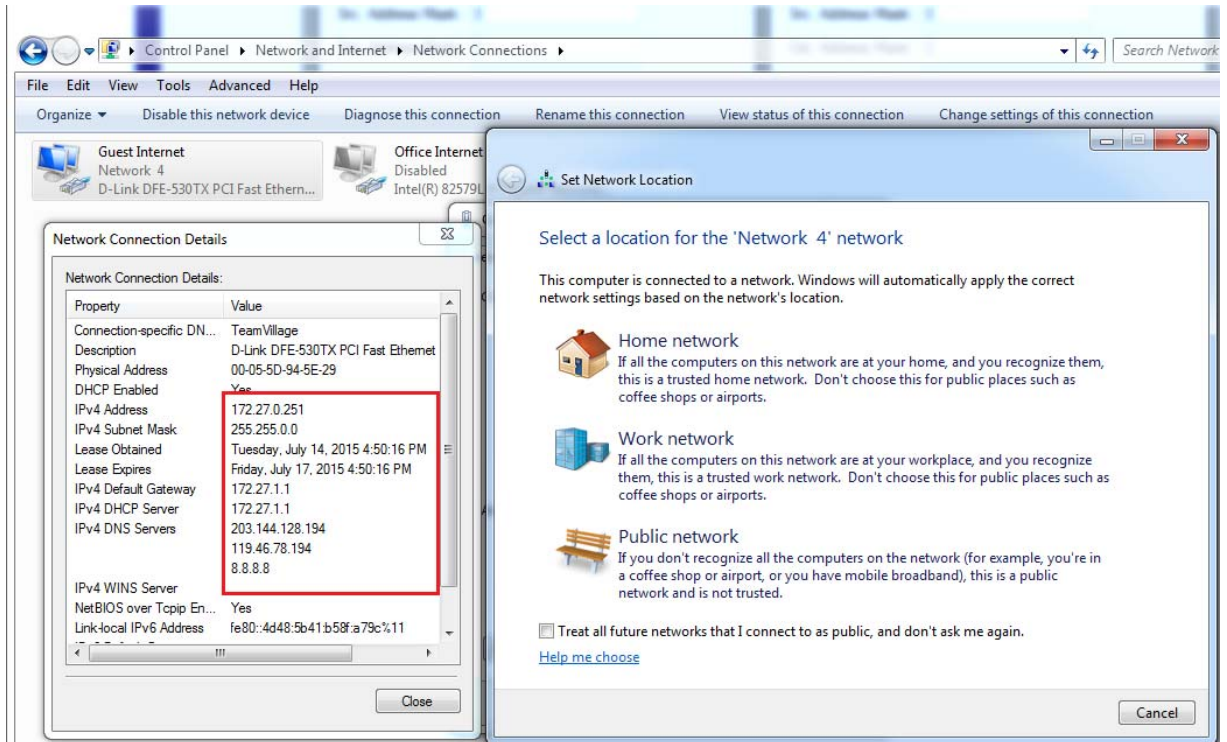 Control Panel ▸ Network and Internet ▸ Network Connections ▸
Search Network
File Edit View Tools Advanced Help
Organize Disable this network device Diagnose this connection Rename this connection View status of this connection Change settings of this connection
Guest Internet
Network 4
D-Link DFE-530TX PCI Fast Ethern...
Office Internet
Disabled
Intel(R) 82579L
Network Connection Details
Network Connection Details:
Property Value
Connection-specific DN... TeamVillage
Description D-Link DFE-530TX PCI Fast Ethernet
Physical Address 00-05-5D-94-5E-29
DHCP Enabled Yes
IPv4 Address 172.27.0.251
IPv4 Subnet Mask 255.255.0.0
Lease Obtained Tuesday, July 14, 2015 4:50:16 PM
Lease Expires Friday, July 17, 2015 4:50:16 PM
IPv4 Default Gateway 172.27.1.1
IPv4 DHCP Server 172.27.1.1
IPv4 DNS Servers 203.144.128.194
119.46.78.194
8.8.8.8
IPv4 WINS Server
NetBIOS over Tcpip En... Yes
Link-local IPv6 Address fe80::4d48:5b41:b58f:a79c%11
Close
Set Network Location
Select a location for the 'Network 4' network
This computer is connected to a network. Windows will automatically apply the correct
network settings based on the network's location.
Home network
If all the computers on this network are at your home, and you recognize them,
this is a trusted home network. Don't choose this for public places such as
coffee shops or airports.
Work network
If all the computers on this network are at your workplace, and you recognize
them, this is a trusted work network. Don't choose this for public places such as
coffee shops or airports.
Public network
If you don't recognize all the computers on the network (for example, you're in
a coffee shop or airport, or you have mobile broadband), this is a public
network and is not trusted.
Treat all future networks that I connect to as public, and don't ask me again.
Help me choose
Cancel